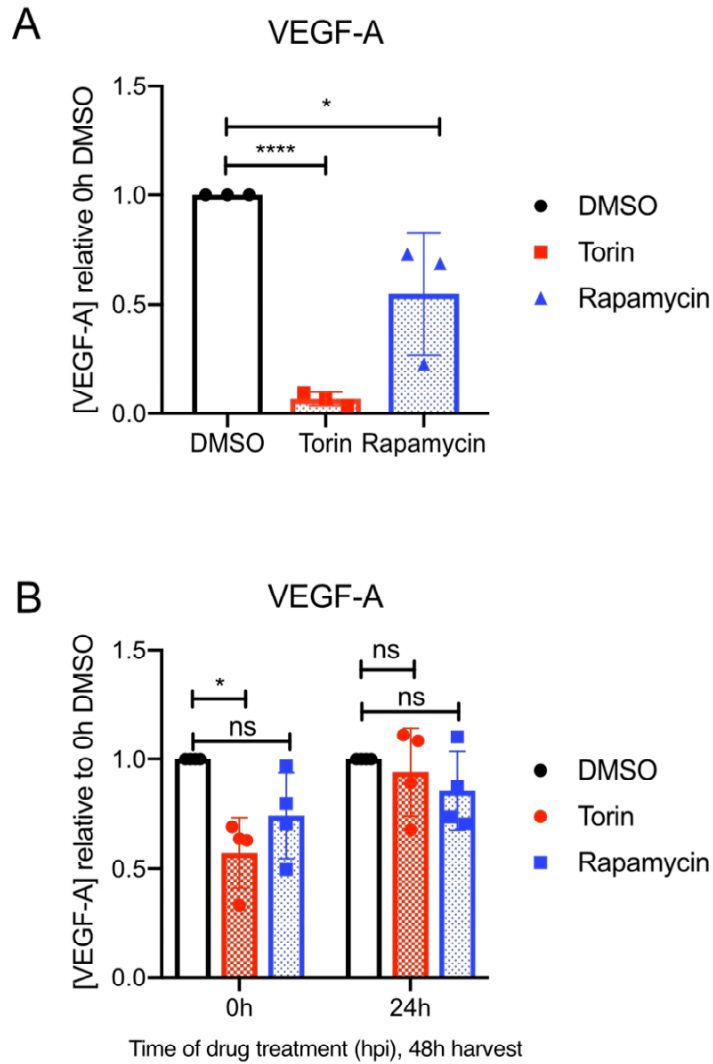 A
VEGF-A
[VEGF-A] relative 0h DMSO
1.5
1.0
0.5
0.0
*
****
DMSO
Torin
Rapamycin
DMSO
Torin
Rapamycin
B
VEGF-A
[VEGF-A] relative to 0h DMSO
1.5
1.0
0.5
0.0
*
ns
ns
ns
DMSO
Torin
Rapamycin
0h
24h
Time of drug treatment (hpi), 48h harvest